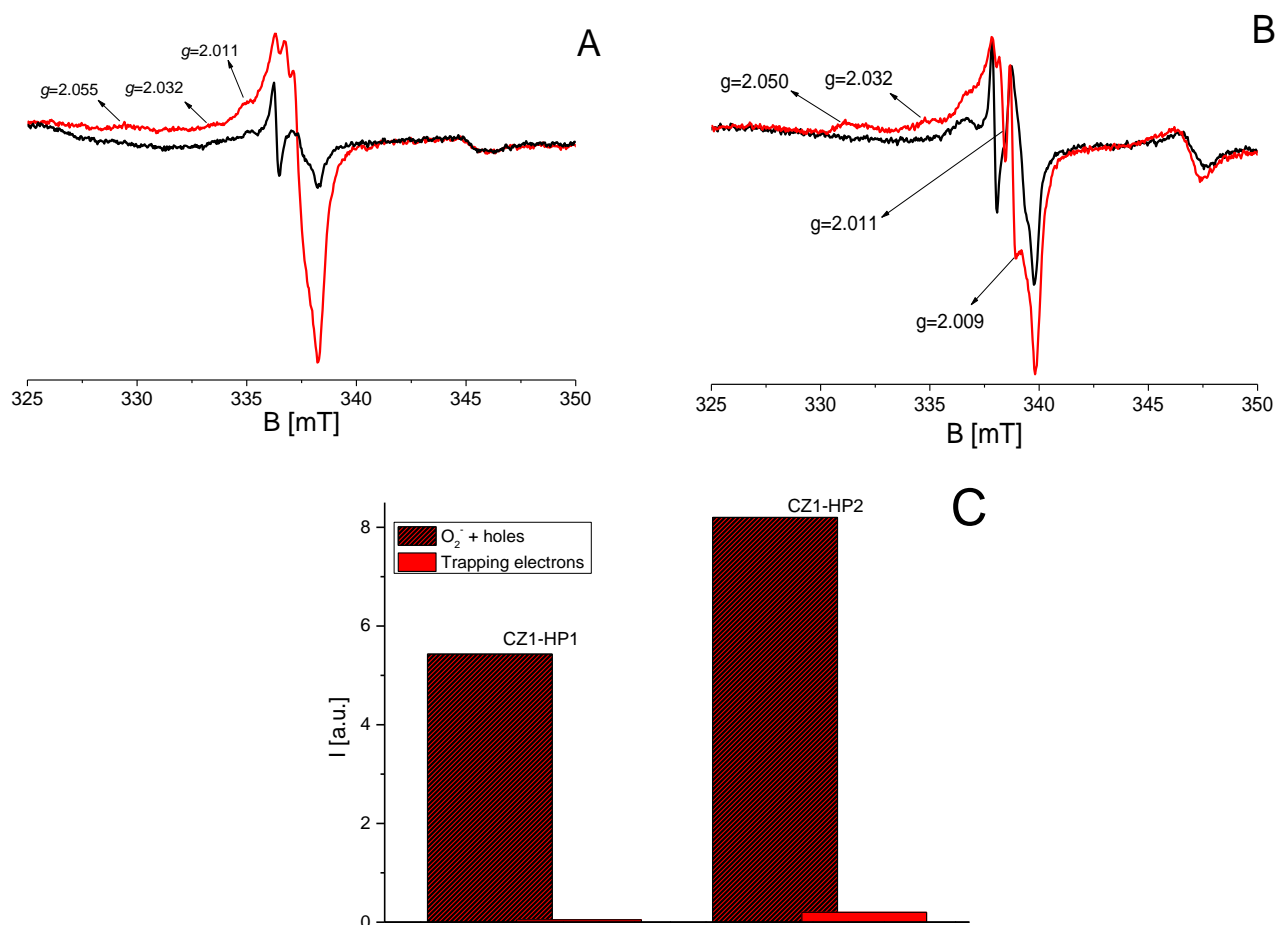 A
g=2.011
g=2.055
g=2.032
325
330
335
340
345
350
B [mT]
B
g=2.050
g=2.032
g=2.011
g=2.009
325
330
335
340
345
350
B [mT]
C
CZ1-HP2
O₂⁻ + holes
Trapping electrons
CZ1-HP1
8
6
4
2
0
I [a.u.]